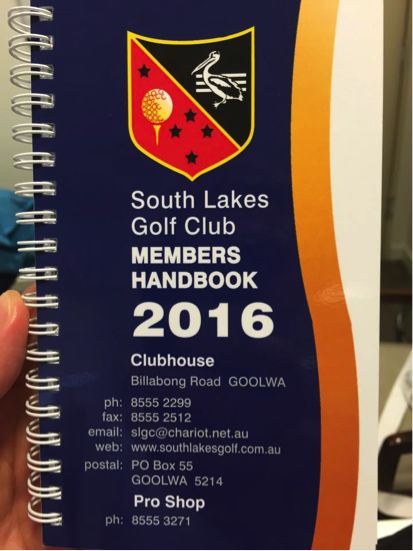 South Lakes
Golf Club
MEMBERS
HANDBOOK
2016
Clubhouse
Billabong Road GOOLWA
ph: 8555 2299
fax: 8555 2512
email: slgc@chariot.net.au
web: www.southlakesgolf.com.au
postal: PO Box 55
GOOLWA 5214
Pro Shop
ph: 8555 3271